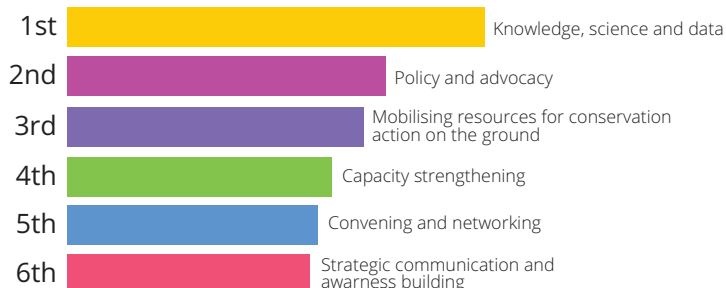 1st
Knowledge, science and data
2nd
Policy and advocacy
3rd
Mobilising resources for conservation
action on the ground
4th
Capacity strengthening
5th
Convening and networking
6th
Strategic communication and
awarness building